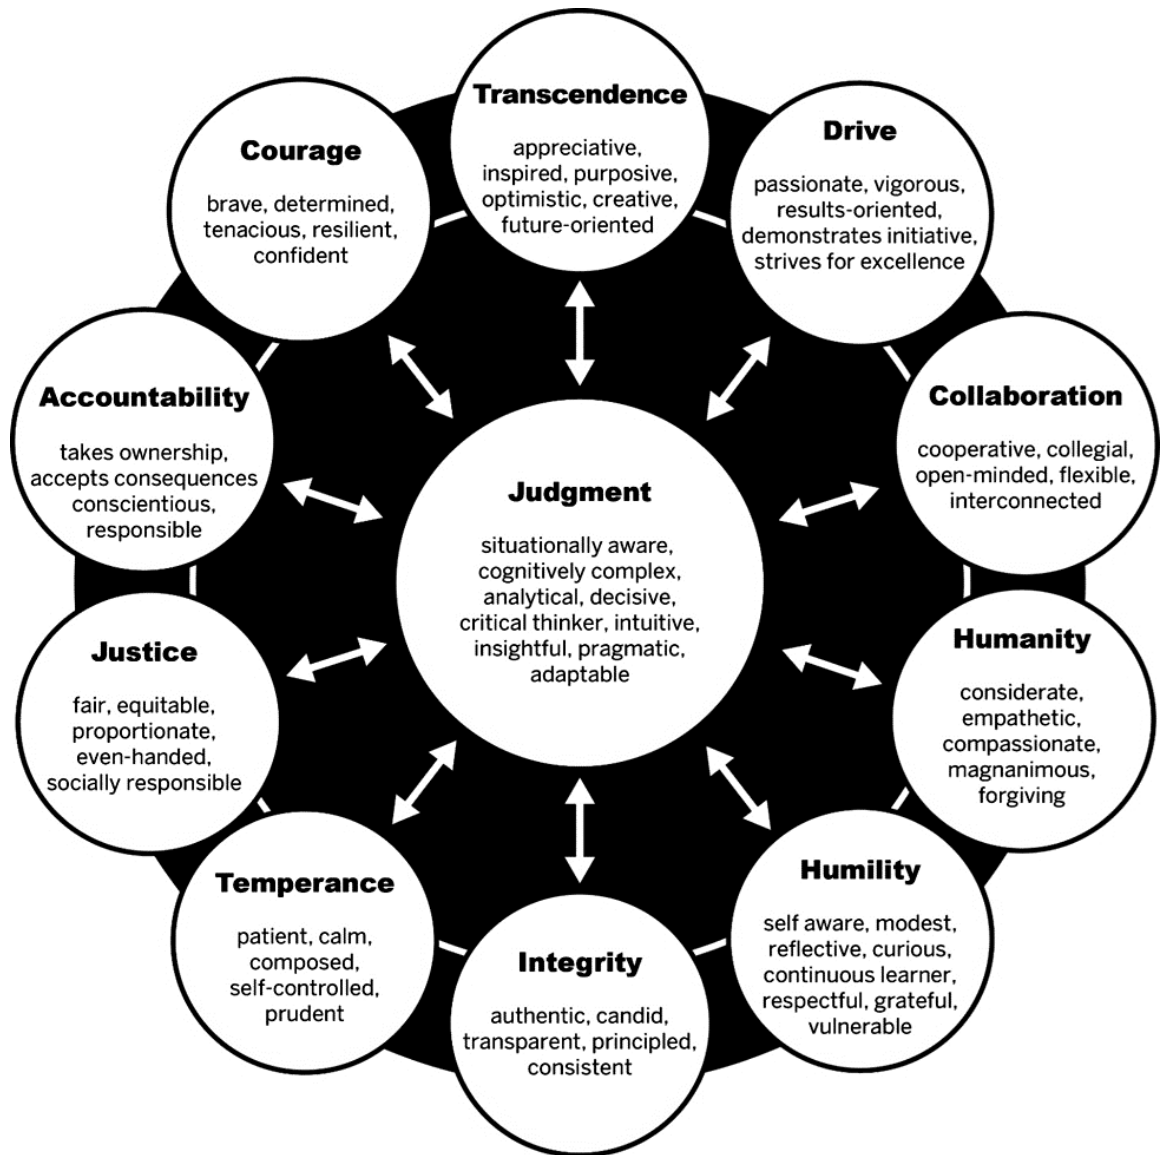 Transcendence
appreciative,
inspired, purposive,
optimistic, creative,
future-oriented
Drive
passionate, vigorous,
results-oriented,
demonstrates initiative,
strives for excellence
Collaboration
cooperative, collegial,
open-minded, flexible,
interconnected
Humanity
considerate,
empathetic,
compassionate,
magnanimous,
forgiving
Humility
self aware, modest,
reflective, curious,
continuous learner,
respectful, grateful,
vulnerable
Integrity
authentic, candid,
transparent, principled,
consistent
Temperance
patient, calm,
composed,
self-controlled,
prudent
Justice
fair, equitable,
proportionate,
even-handed,
socially responsible
Accountability
takes ownership,
accepts consequences
conscientious,
responsible
Courage
brave, determined,
tenacious, resilient,
confident
Judgment
situationally aware,
cognitively complex,
analytical, decisive,
critical thinker, intuitive,
insightful, pragmatic,
adaptable